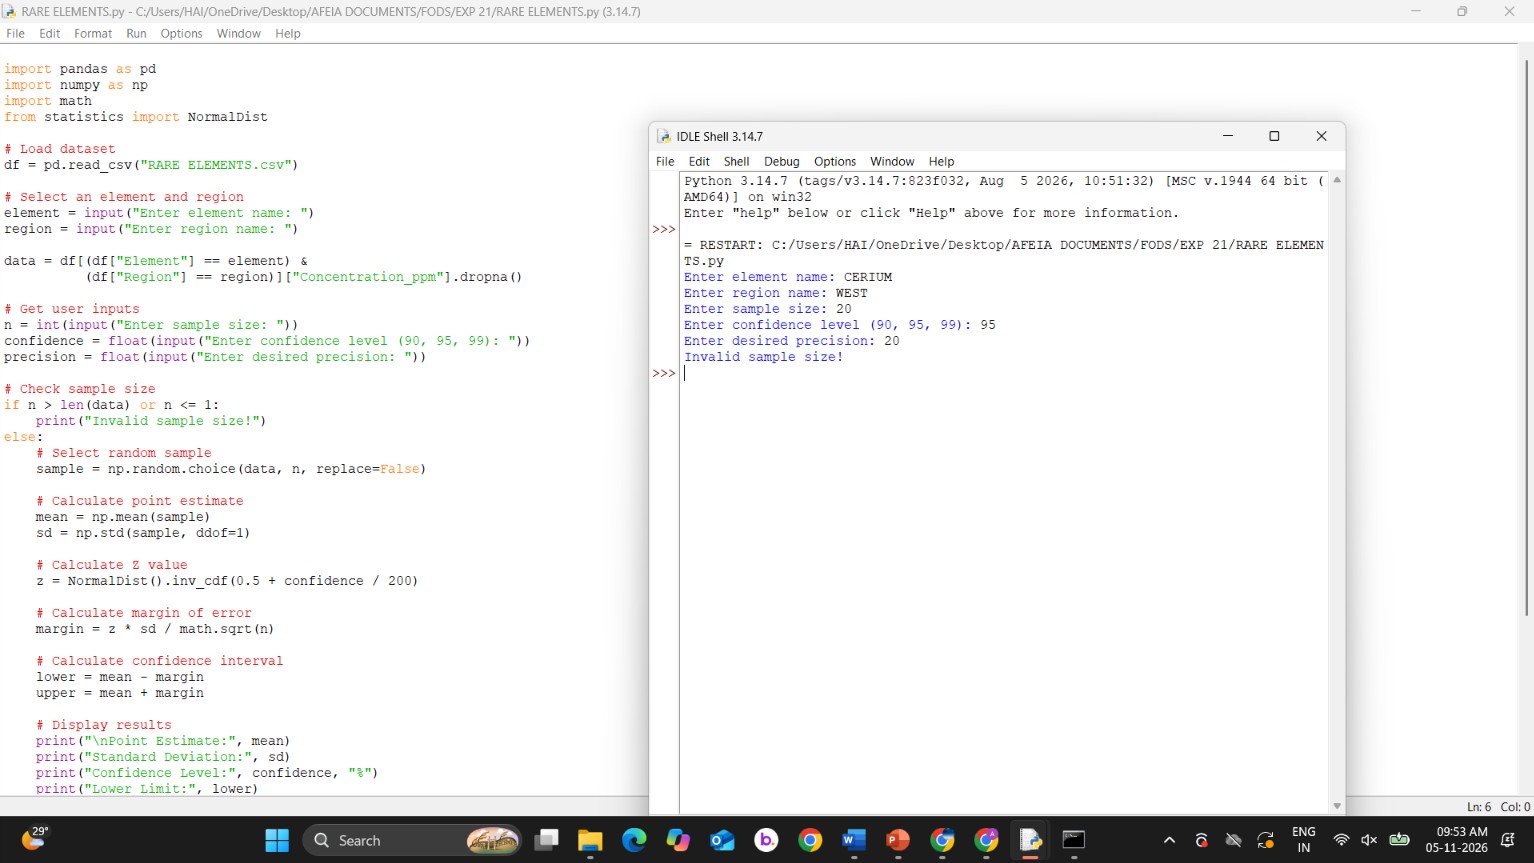 RARE ELEMENTS.py - C:/Users/HAI/OneDrive/Desktop/AFEIA DOCUMENTS/FODS/EXP 21/RARE ELEMENTS.py (3.14.7)
File Edit Format Run Options Window Help
import pandas as pd
import numpy as np
import math
from statistics import NormalDist
# Load dataset
df = pd.read_csv("RARE ELEMENTS.csv")
# Select an element and region
element = input("Enter element name: ")
region = input("Enter region name: ")
data = df[(df["Element"] == element) &
(df["Region"] == region)]["Concentration_ppm"].dropna()
# Get user inputs
n = int(input("Enter sample size: "))
confidence = float(input("Enter confidence level (90, 95, 99): "))
precision = float(input("Enter desired precision: "))
# Check sample size
if n > len(data) or n <= 1:
print("Invalid sample size!")
else:
# Select random sample
sample = np.random.choice(data, n, replace=False)
# Calculate point estimate
mean = np.mean(sample)
sd = np.std(sample, ddof=1)
# Calculate Z value
z = NormalDist().inv_cdf(0.5 + confidence / 200)
# Calculate margin of error
margin = z * sd / math.sqrt(n)
# Calculate confidence interval
lower = mean - margin
upper = mean + margin
# Display results
print("\nPoint Estimate:", mean)
print("Standard Deviation:", sd)
print("Confidence Level:", confidence, "%")
print("Lower Limit:", lower)
IDLE Shell 3.14.7
File Edit Shell Debug Options Window Help
Python 3.14.7 (tags/v3.14.7:823f032, Aug  5 2026, 10:51:32) [MSC v.1944 64 bit (
AMD64)] on win32
Enter "help" below or click "Help" above for more information.
>>>
= RESTART: C:/Users/HAI/OneDrive/Desktop/AFEIA DOCUMENTS/FODS/EXP 21/RARE ELEMEN
TS.py
Enter element name: CERIUM
Enter region name: WEST
Enter sample size: 20
Enter confidence level (90, 95, 99): 95
Enter desired precision: 20
Invalid sample size!
>>>
Ln: 6 Col: 0
29°
Search
b.
ENG
IN
09:53 AM
05-11-2026